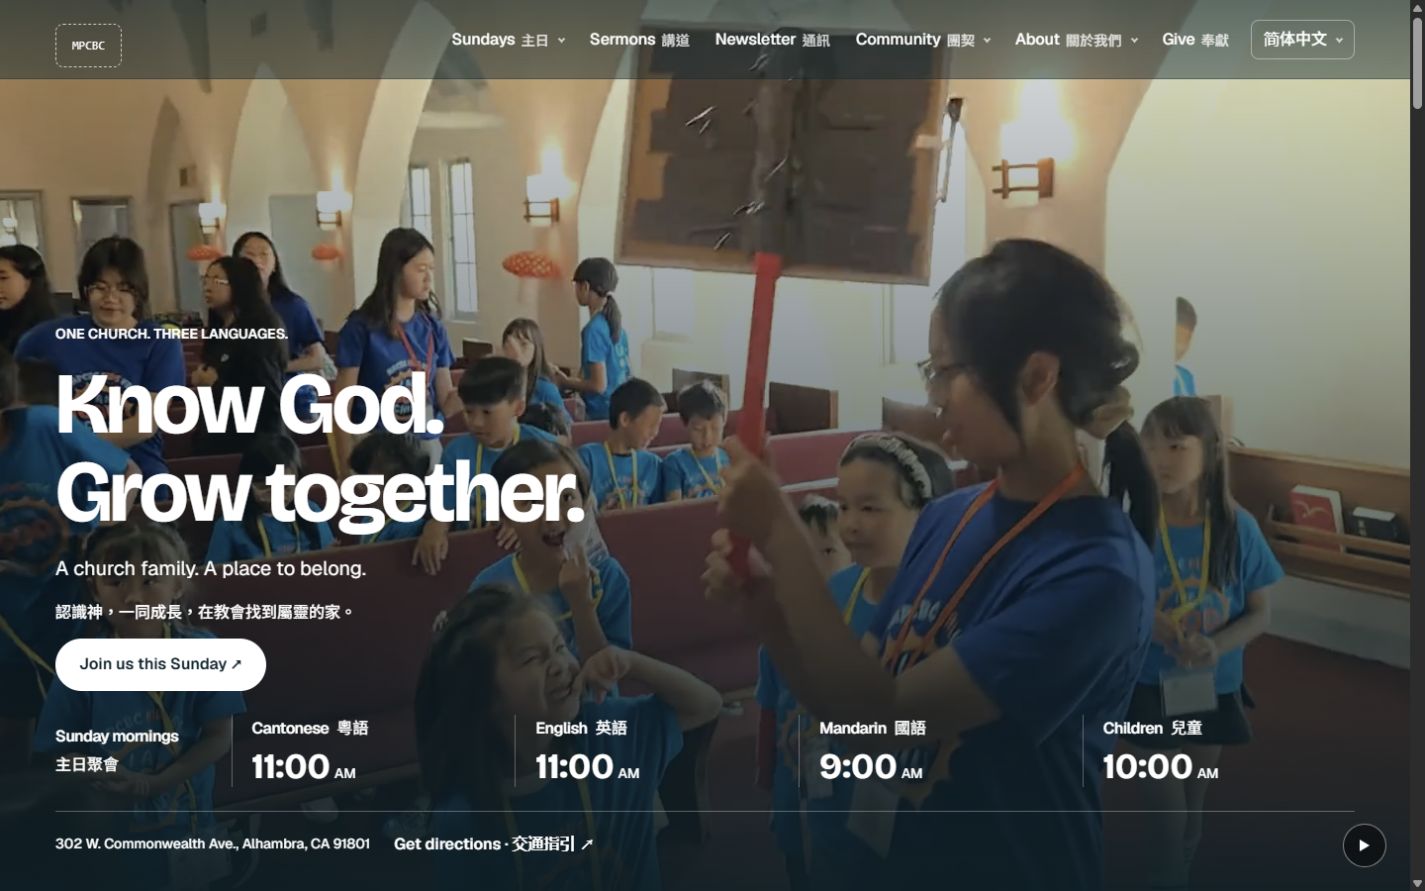 MPCBC
Sundays 主日
Sermons 講道
Newsletter 通訊
Community 團契
About 關於我們
Give 奉獻
简体中文
ONE CHURCH. THREE LANGUAGES.
Know God.
Grow together.
A church family. A place to belong.
認識神，一同成長，在教會找到屬靈的家。
Join us this Sunday ↗
Sunday mornings
主日聚會
Cantonese 粵語
11:00 AM
English 英語
11:00 AM
Mandarin 國語
9:00 AM
Children 兒童
10:00 AM
302 W. Commonwealth Ave., Alhambra, CA 91801
Get directions · 交通指引 ↗